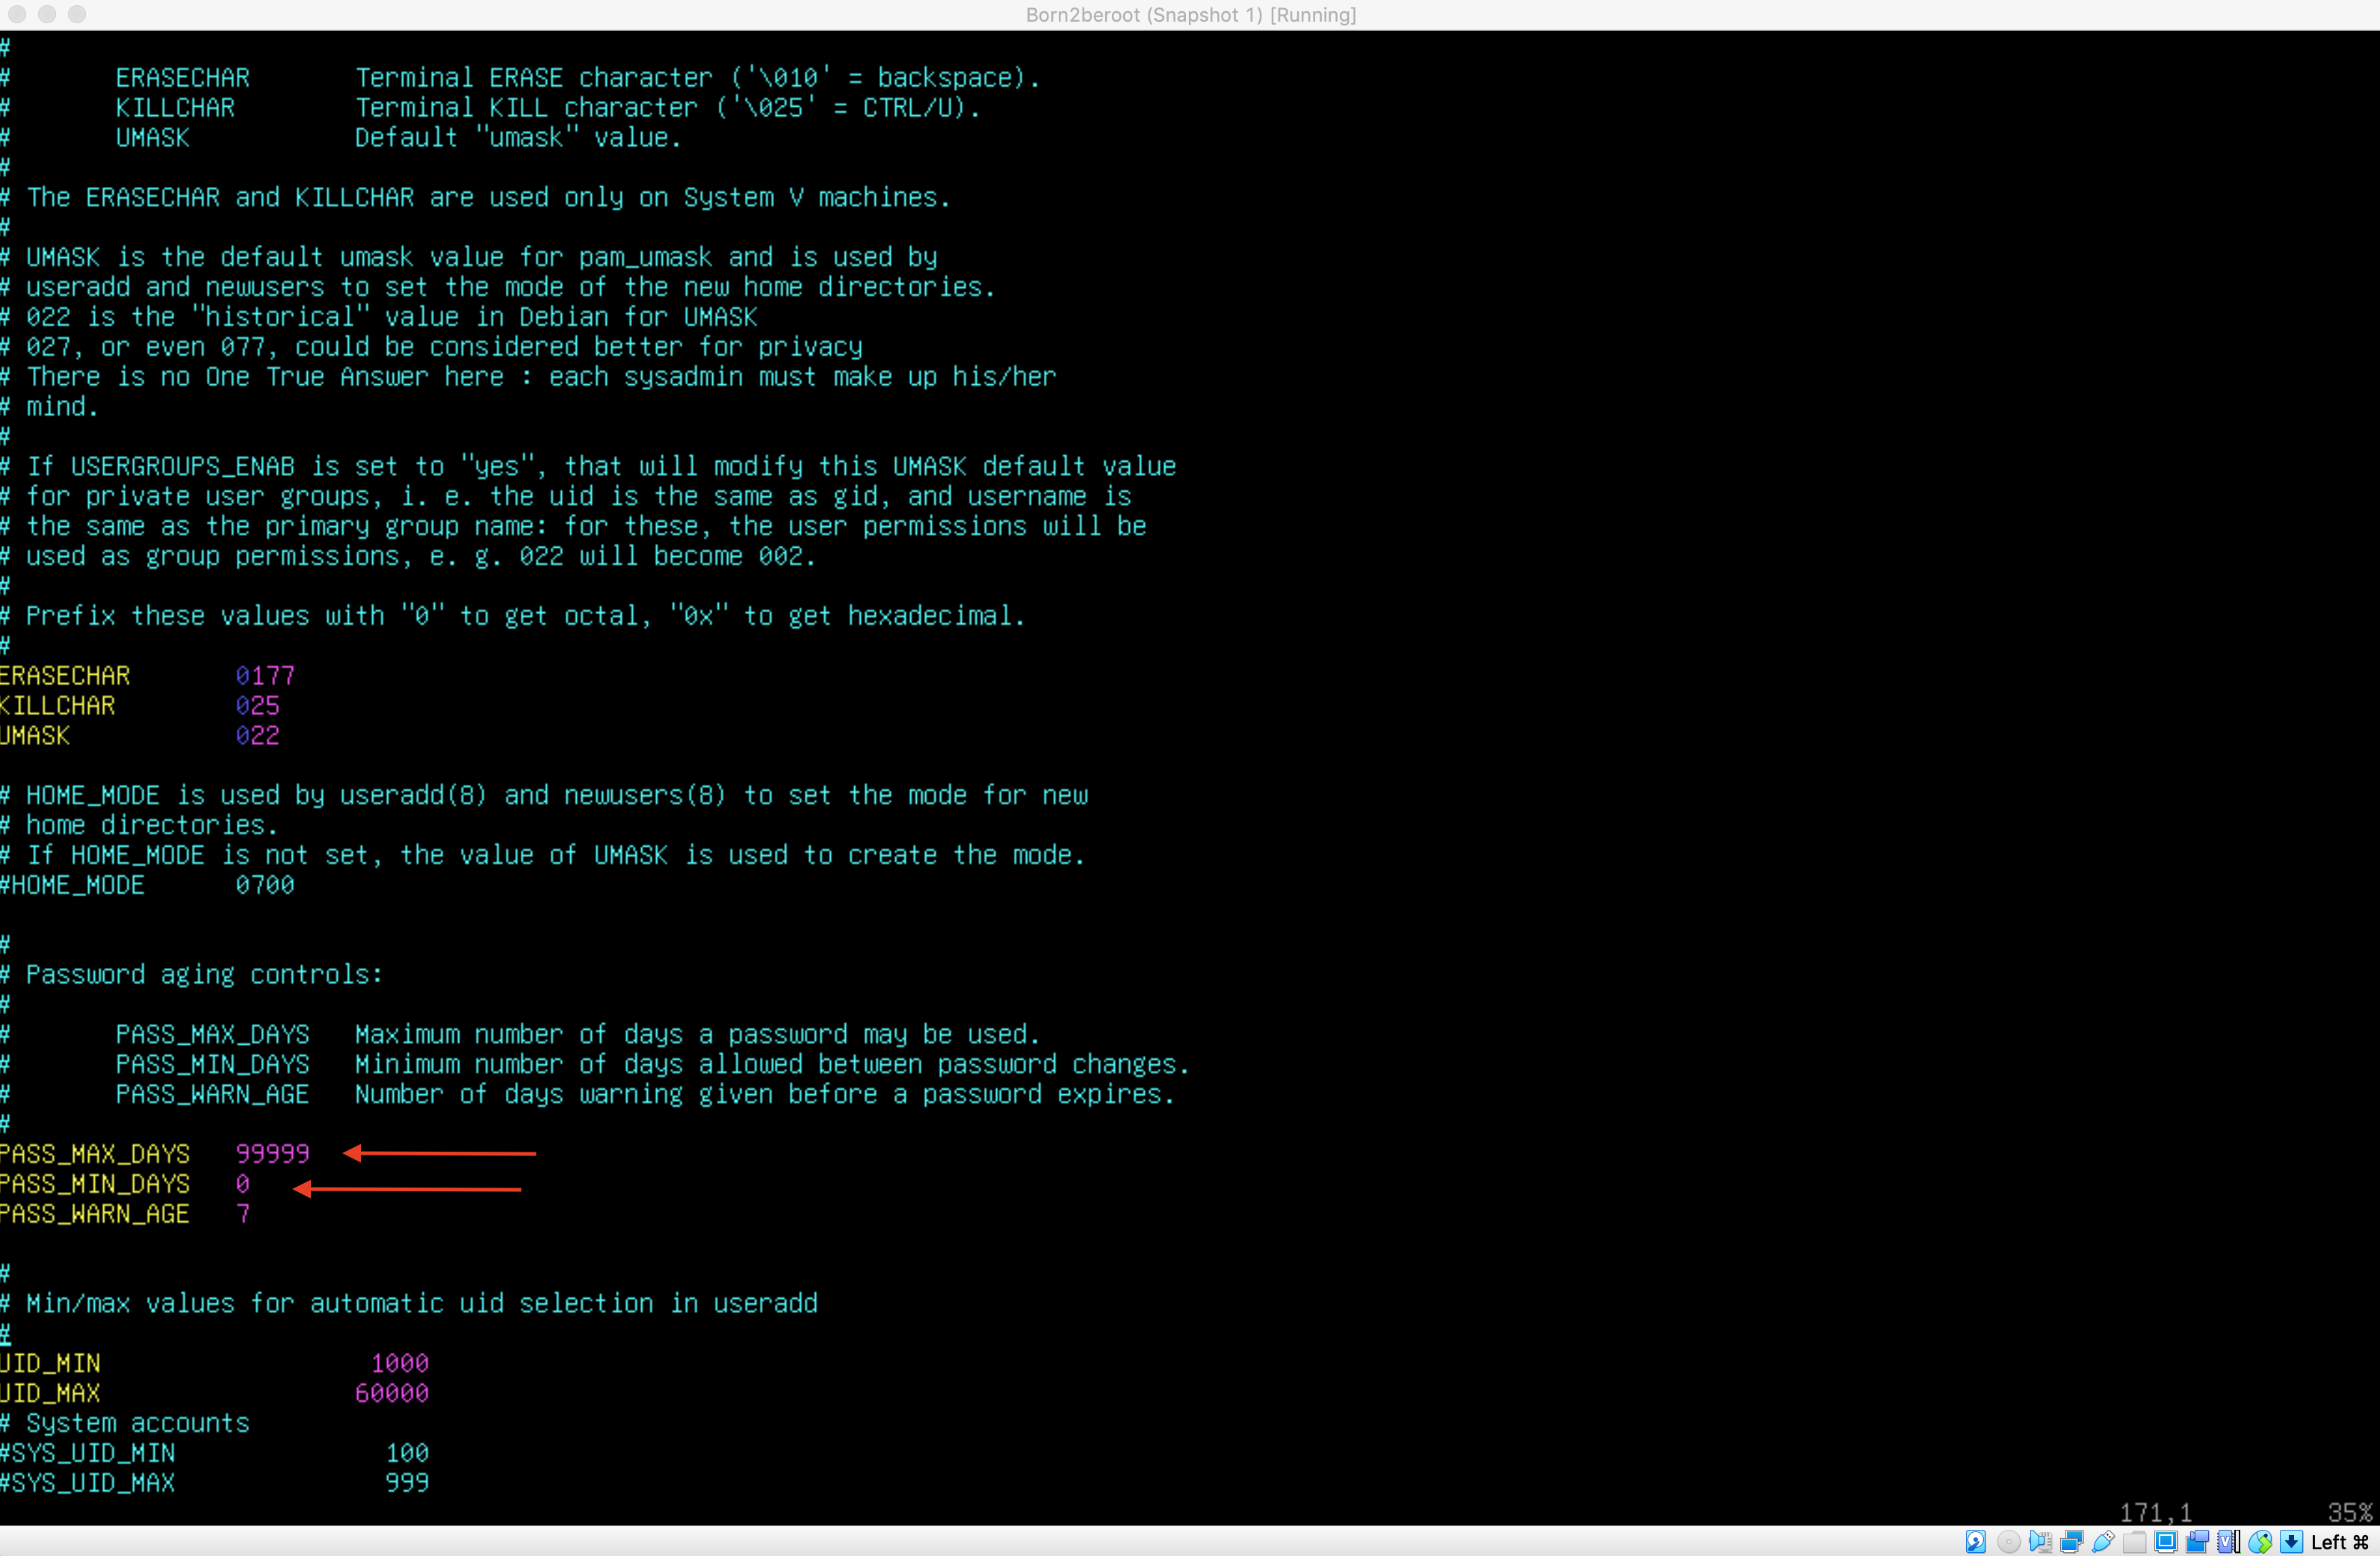 Born2beroot (Snapshot 1) [Running]
#
#       ERASECHAR       Terminal ERASE character ('\010' = backspace).
#       KILLCHAR        Terminal KILL character ('\025' = CTRL/U).
#       UMASK           Default "umask" value.
#
# The ERASECHAR and KILLCHAR are used only on System V machines.
#
# UMASK is the default umask value for pam_umask and is used by
# useradd and newusers to set the mode of the new home directories.
# 022 is the "historical" value in Debian for UMASK
# 027, or even 077, could be considered better for privacy
# There is no One True Answer here : each sysadmin must make up his/her
# mind.
#
# If USERGROUPS_ENAB is set to "yes", that will modify this UMASK default value
# for private user groups, i. e. the uid is the same as gid, and username is
# the same as the primary group name: for these, the user permissions will be
# used as group permissions, e. g. 022 will become 002.
#
# Prefix these values with "0" to get octal, "0x" to get hexadecimal.
#
ERASECHAR       0177
KILLCHAR        025
UMASK           022
# HOME_MODE is used by useradd(8) and newusers(8) to set the mode for new
# home directories.
# If HOME_MODE is not set, the value of UMASK is used to create the mode.
#HOME_MODE      0700
#
# Password aging controls:
#
#       PASS_MAX_DAYS   Maximum number of days a password may be used.
#       PASS_MIN_DAYS   Minimum number of days allowed between password changes.
#       PASS_WARN_AGE   Number of days warning given before a password expires.
#
PASS_MAX_DAYS   99999
PASS_MIN_DAYS   0
PASS_WARN_AGE   7
#
# Min/max values for automatic uid selection in useradd
#
UID_MIN                  1000
UID_MAX                 60000
# System accounts
#SYS_UID_MIN              100
#SYS_UID_MAX              999
171,1         35%
Left ⌘